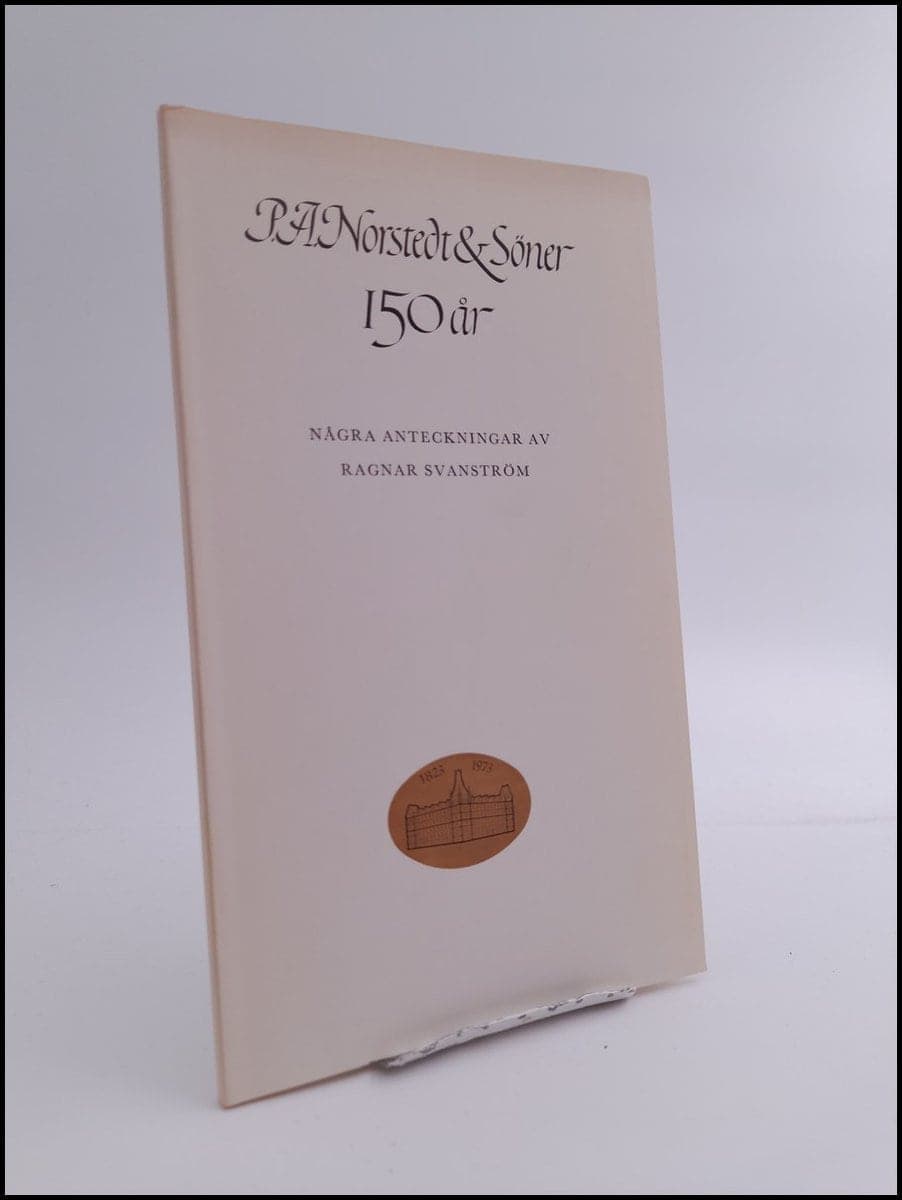 P.A. Norstedt & Söner
150 år
NÅGRA ANTECKNINGAR AV
RAGNAR SVANSTRÖM
1823 1973